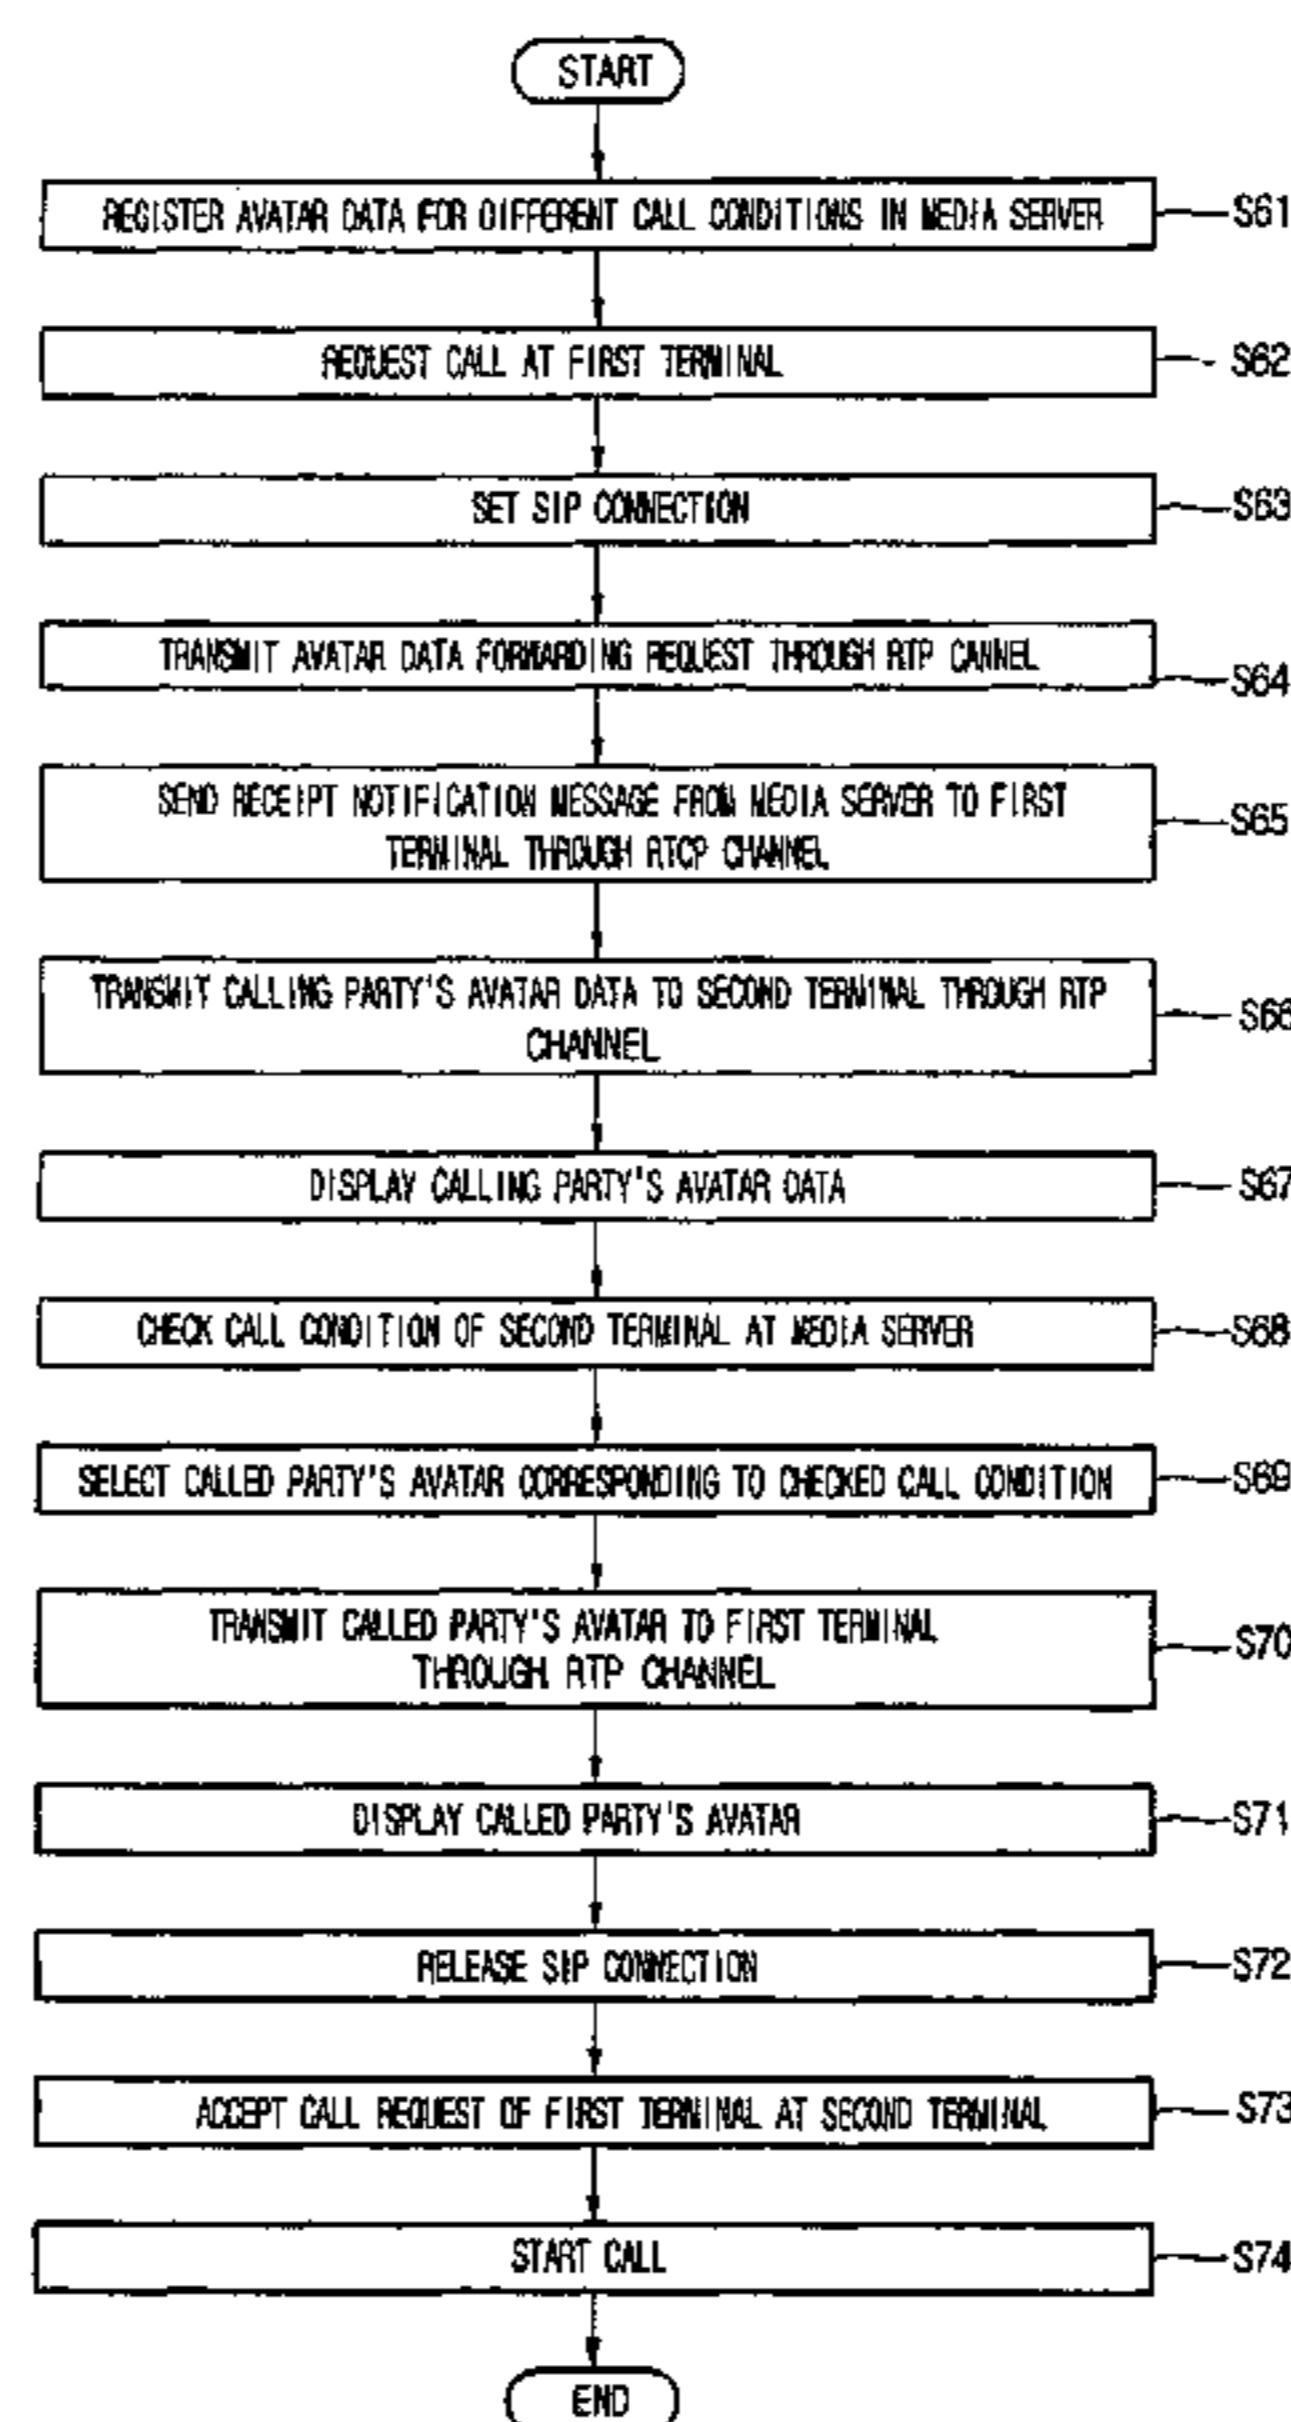 START
REGISTER AVATAR DATA FOR DIFFERENT CALL CONDITIONS IN MEDIA SERVER
S61
REQUEST CALL AT FIRST TERMINAL
S62
SET SIP CONNECTION
S63
TRANSMIT AVATAR DATA FORWARDING REQUEST THROUGH RTP CANNEL
S64
SEND RECEIPT NOTIFICATION MESSAGE FROM MEDIA SERVER TO FIRST
TERMINAL THROUGH RTCP CHANNEL
S65
TRANSMIT CALLING PARTY'S AVATAR DATA TO SECOND TERMINAL THROUGH RTP
CHANNEL
S66
DISPLAY CALLING PARTY'S AVATAR DATA
S67
CHECK CALL CONDITION OF SECOND TERMINAL AT MEDIA SERVER
S68
SELECT CALLED PARTY'S AVATAR CORRESPONDING TO CHECKED CALL CONDITION
S69
TRANSMIT CALLED PARTY'S AVATAR TO FIRST TERMINAL
THROUGH RTP CHANNEL
S70
DISPLAY CALLED PARTY'S AVATAR
S71
RELEASE SIP CONNECTION
S72
ACCEPT CALL REQUEST OF FIRST TERMINAL AT SECOND TERMINAL
S73
START CALL
S74
END